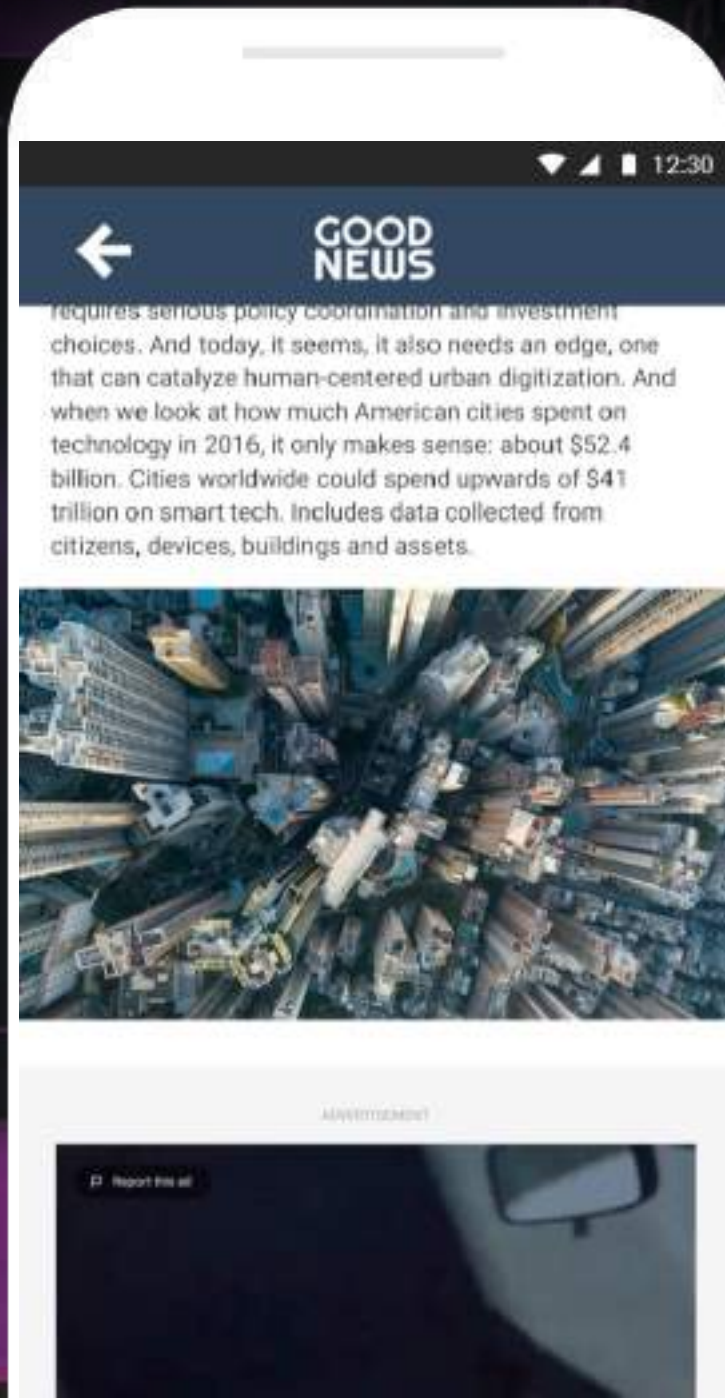 12:30
GOOD
NEWS
requires serious policy coordination and investment
choices. And today, it seems, it also needs an edge, one
that can catalyze human-centered urban digitization. And
when we look at how much American cities spent on
technology in 2016, it only makes sense: about $52.4
billion. Cities worldwide could spend upwards of $41
trillion on smart tech. Includes data collected from
citizens, devices, buildings and assets.
ADVERTISEMENT
Report this ad